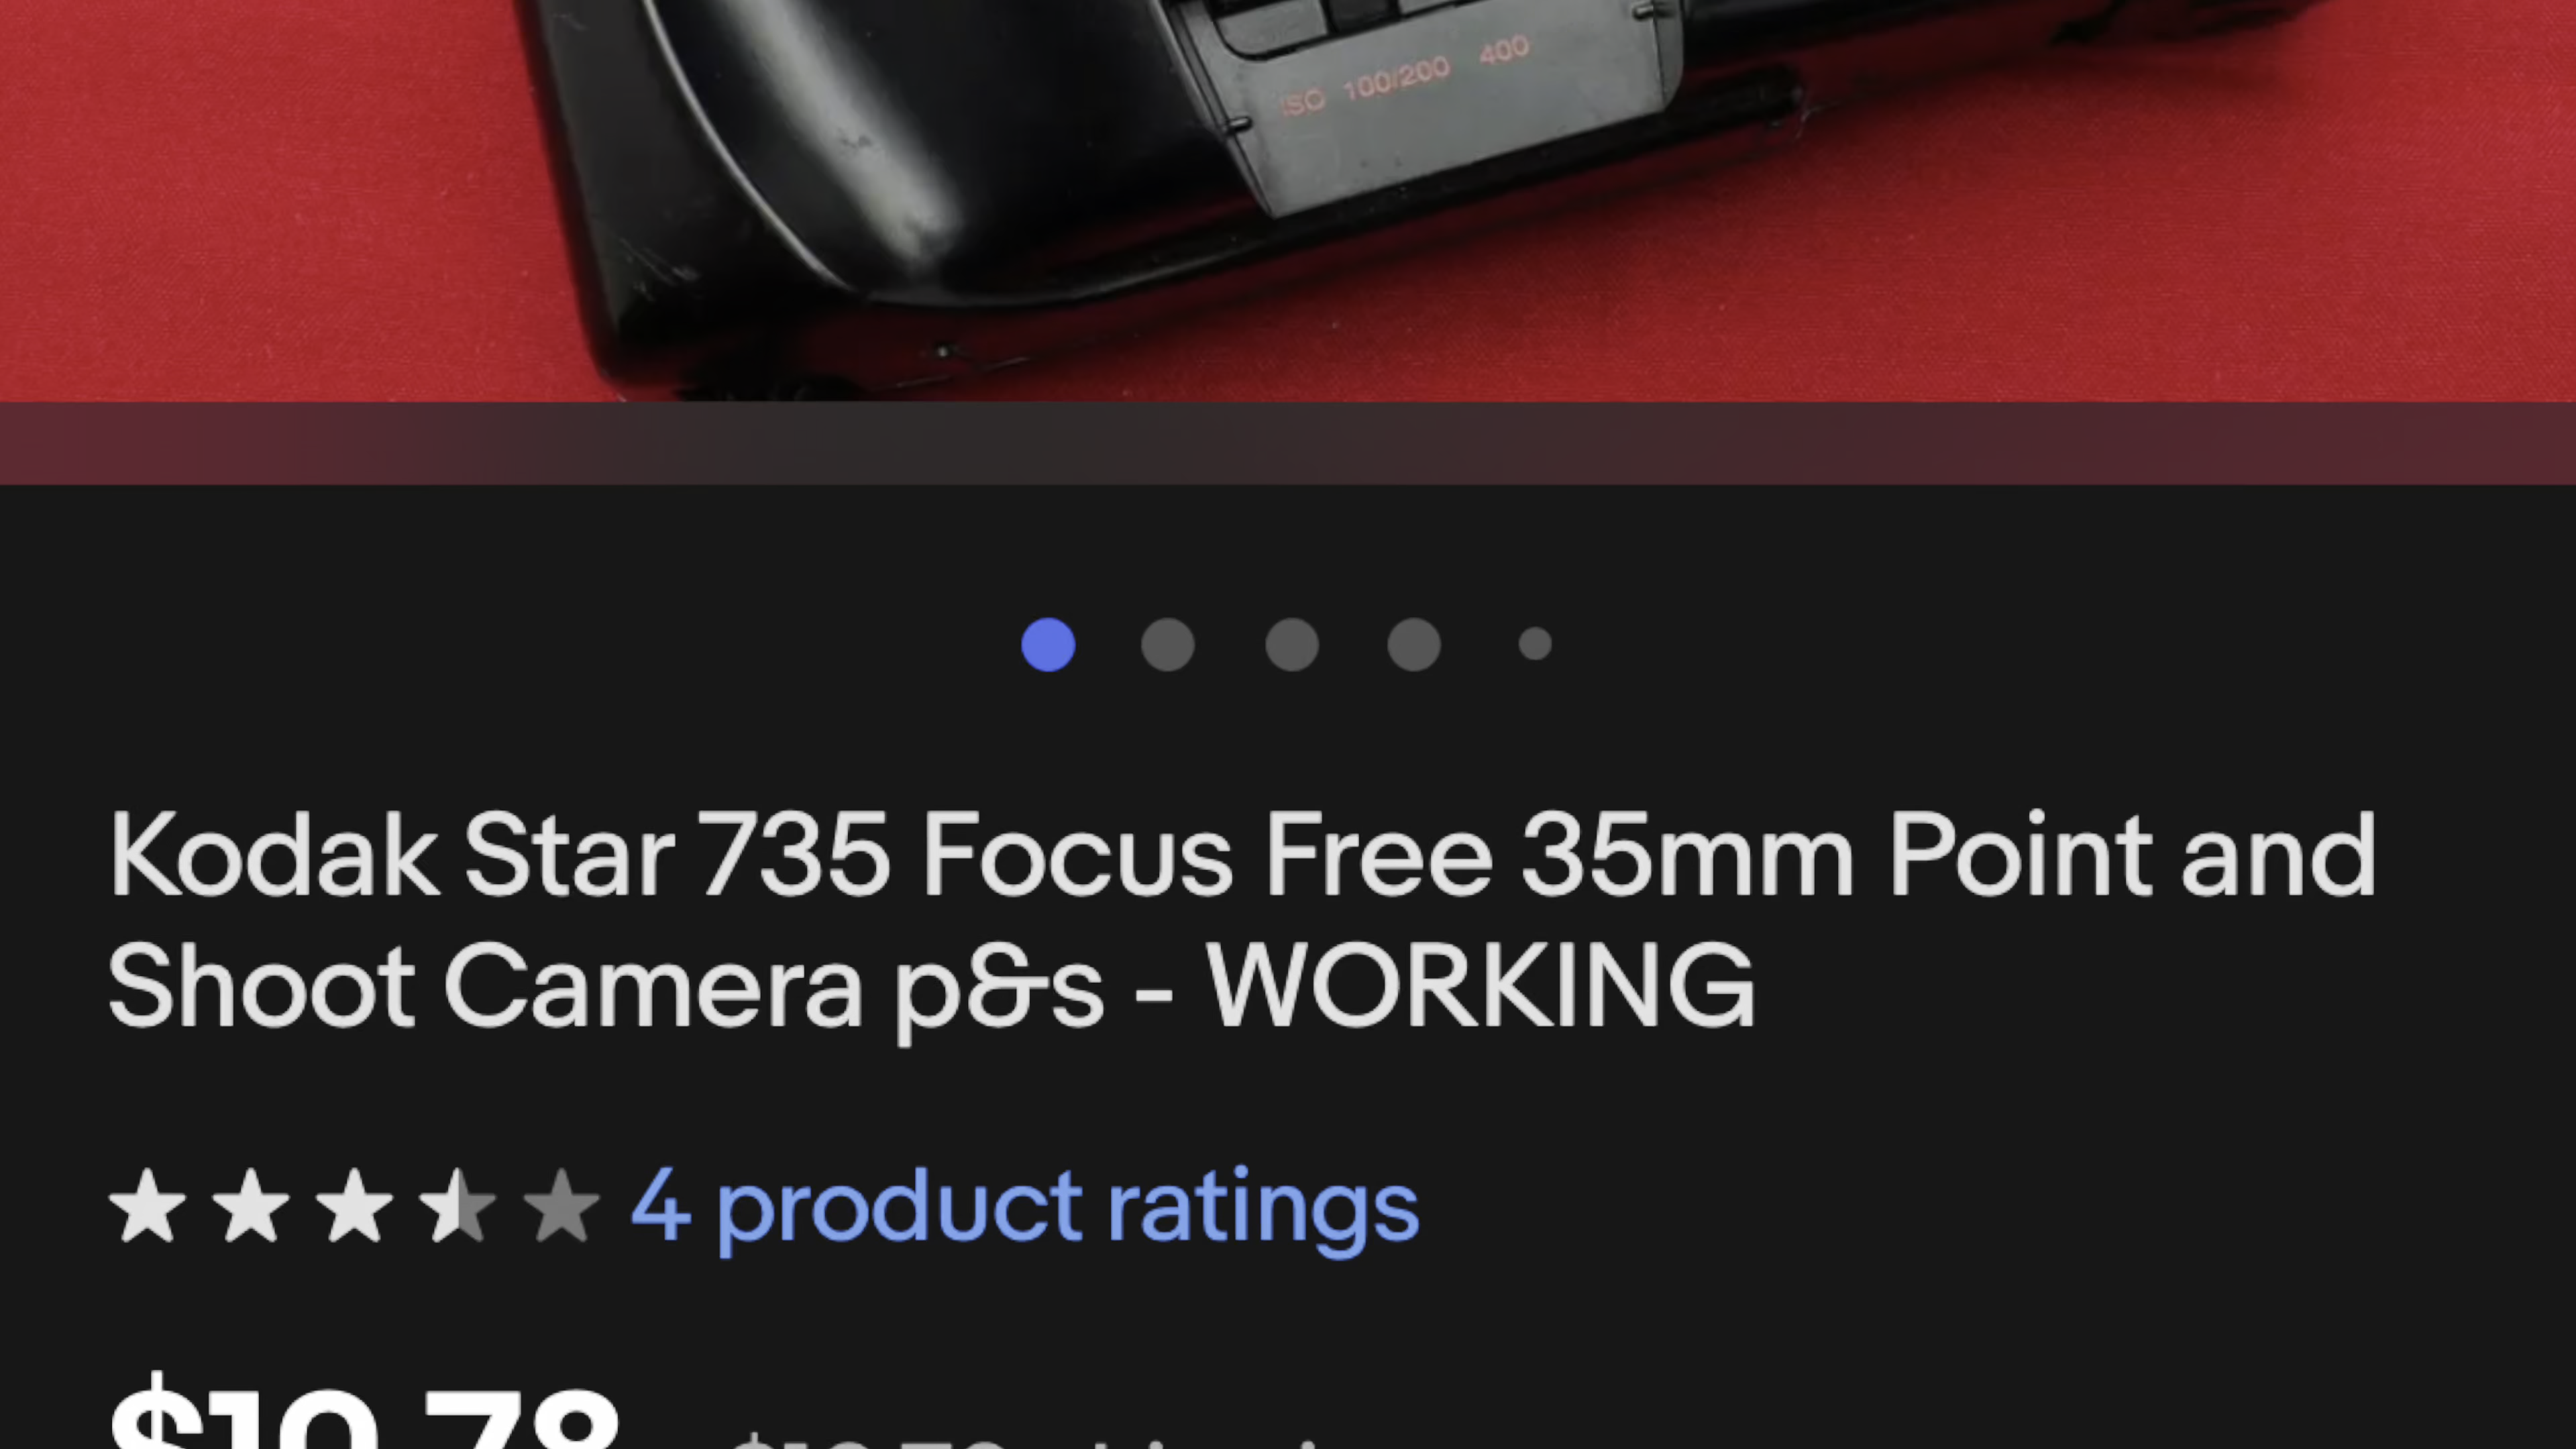 ISO 100/200 400
Kodak Star 735 Focus Free 35mm Point and
Shoot Camera p&s - WORKING
4 product ratings